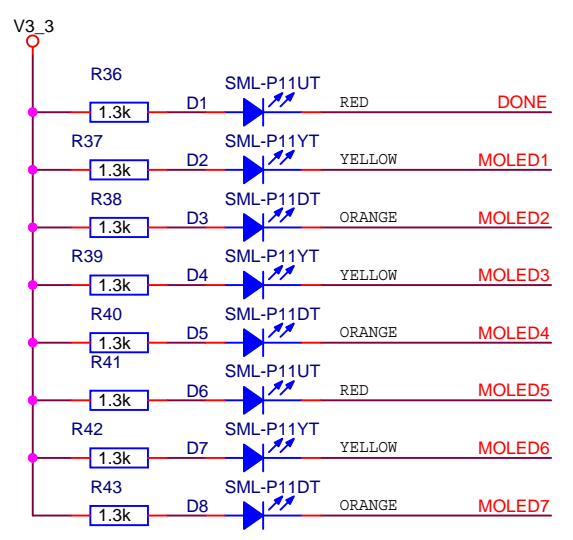 V3_3
R36
SML-P11UT
D1
RED
DONE
1.3k
R37
SML-P11YT
D2
YELLOW
MOLED1
1.3k
R38
SML-P11DT
D3
ORANGE
MOLED2
1.3k
R39
SML-P11YT
D4
YELLOW
MOLED3
1.3k
R40
SML-P11DT
D5
ORANGE
MOLED4
1.3k
R41
SML-P11UT
D6
RED
MOLED5
1.3k
R42
SML-P11YT
D7
YELLOW
MOLED6
1.3k
R43
SML-P11DT
D8
ORANGE
MOLED7
1.3k